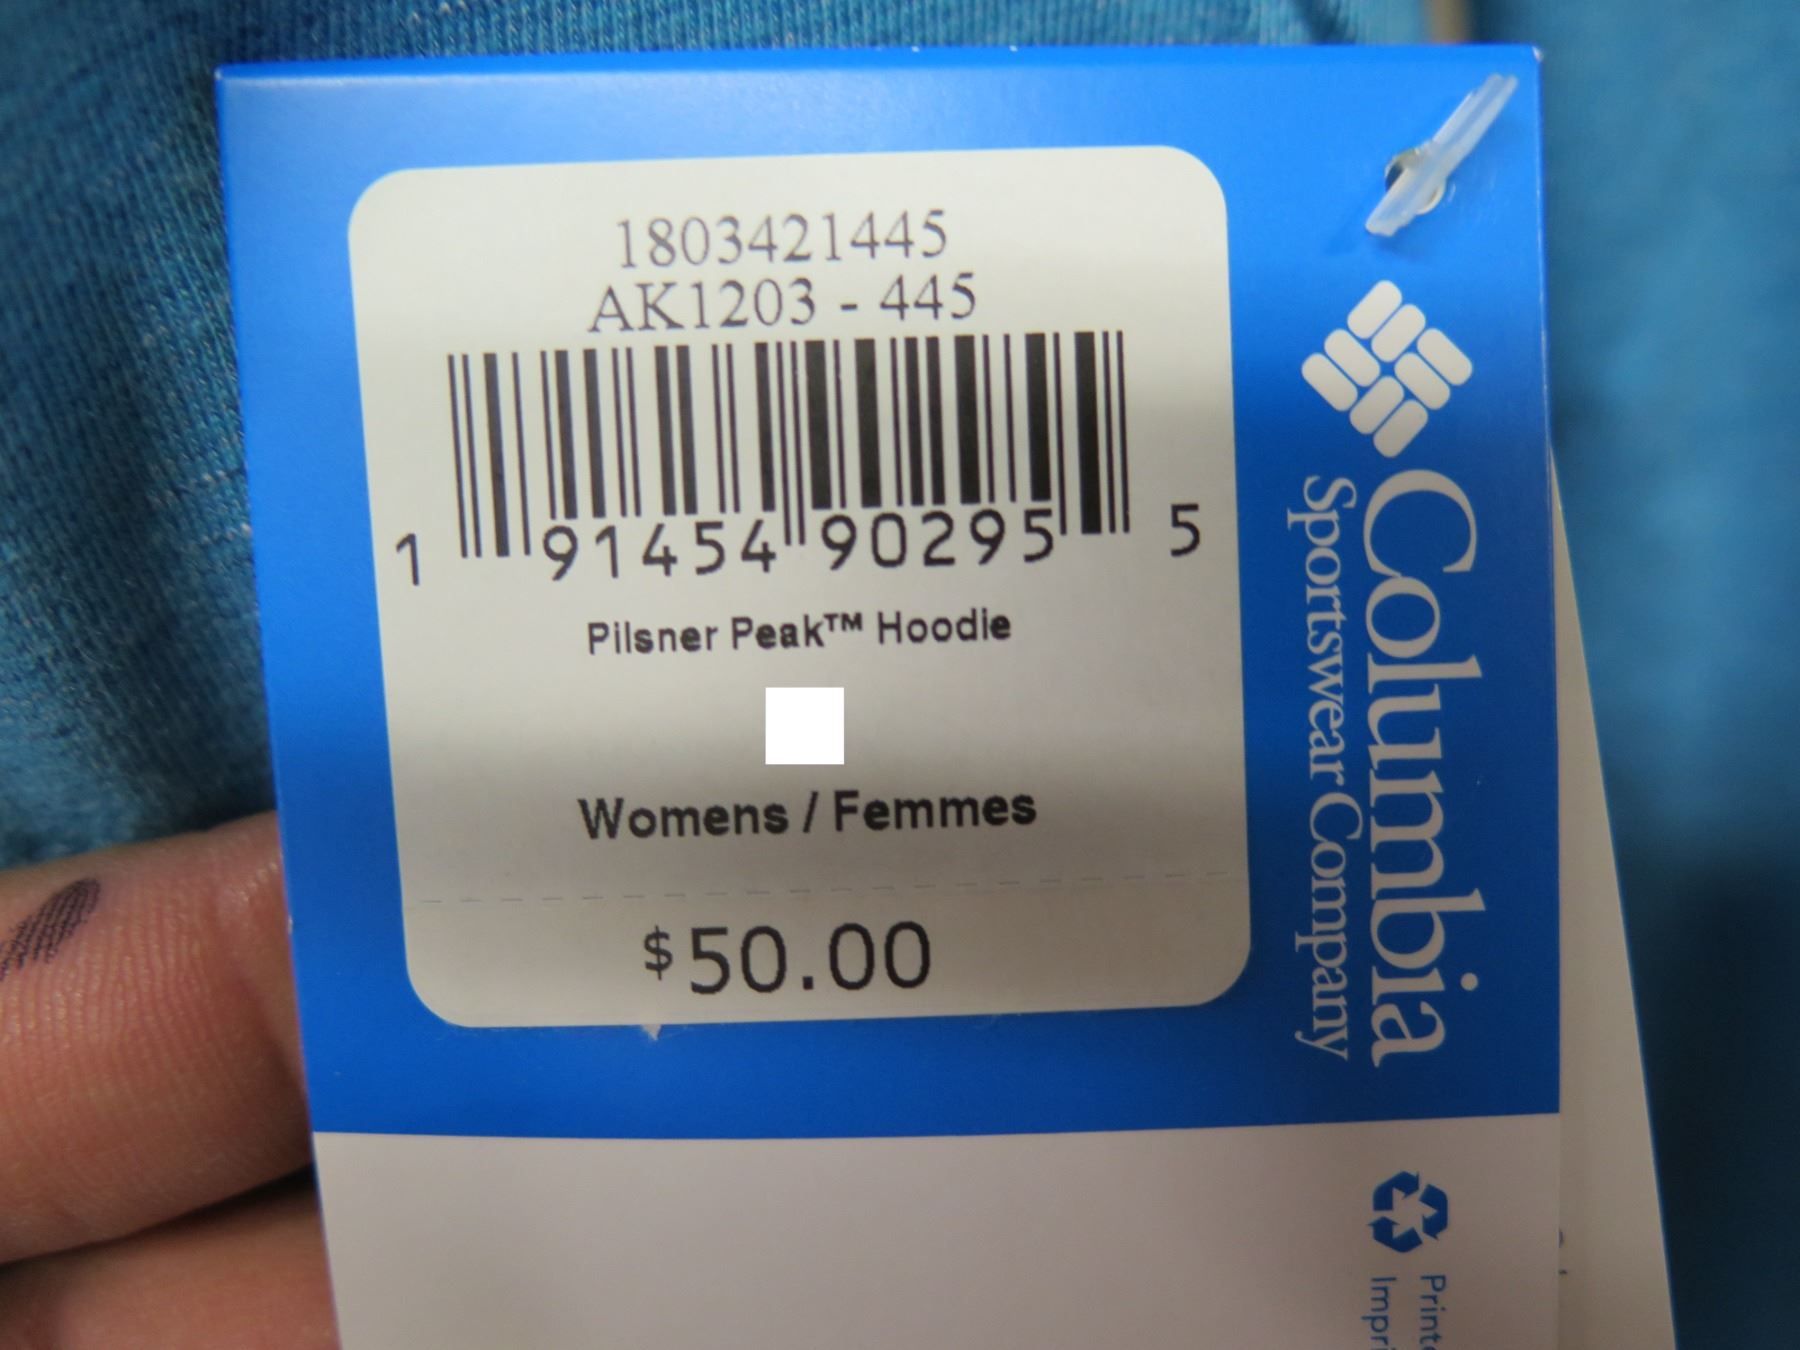 1803421445
AK1203 - 445
1 91454 90295 5
Pilsner Peak™ Hoodie
Womens / Femmes
$50.00
Columbia
Sportswear Company